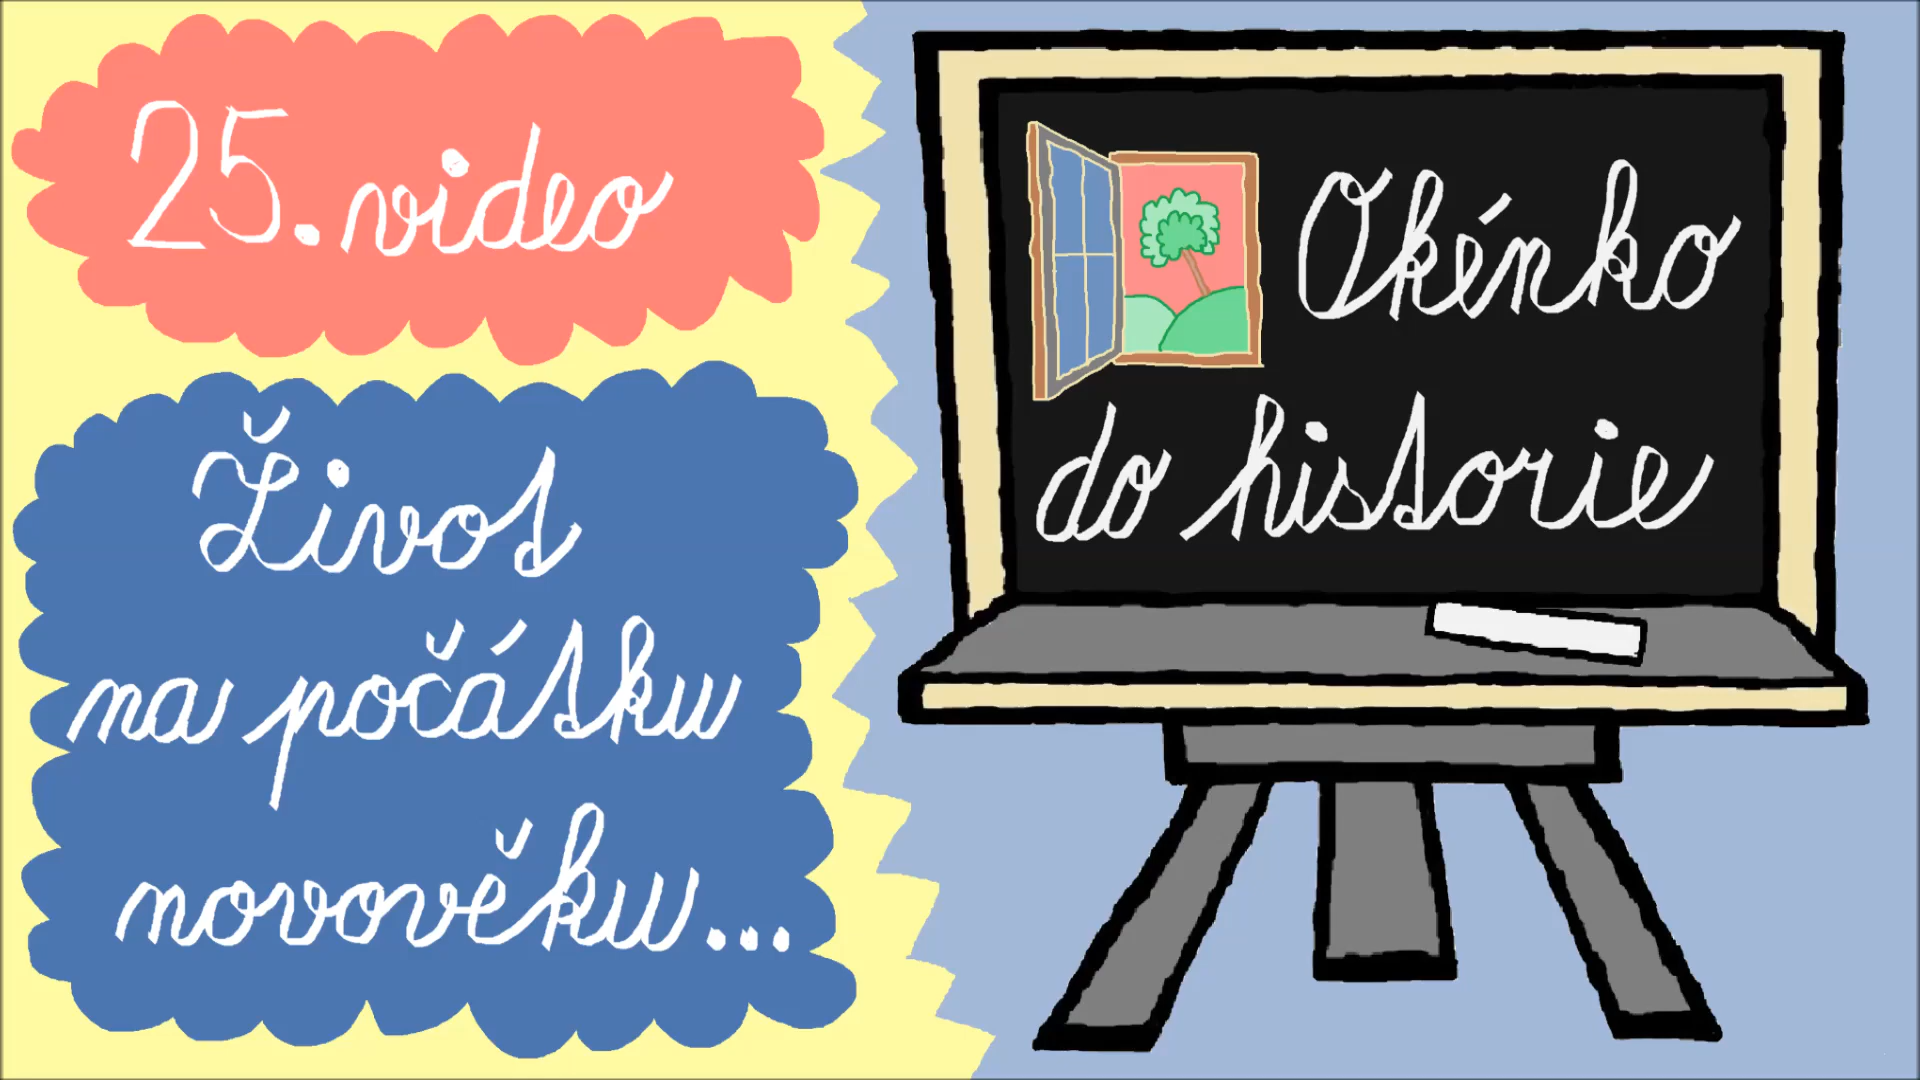 25. video
Život
na počátku
novověku...
Okénko
do historie